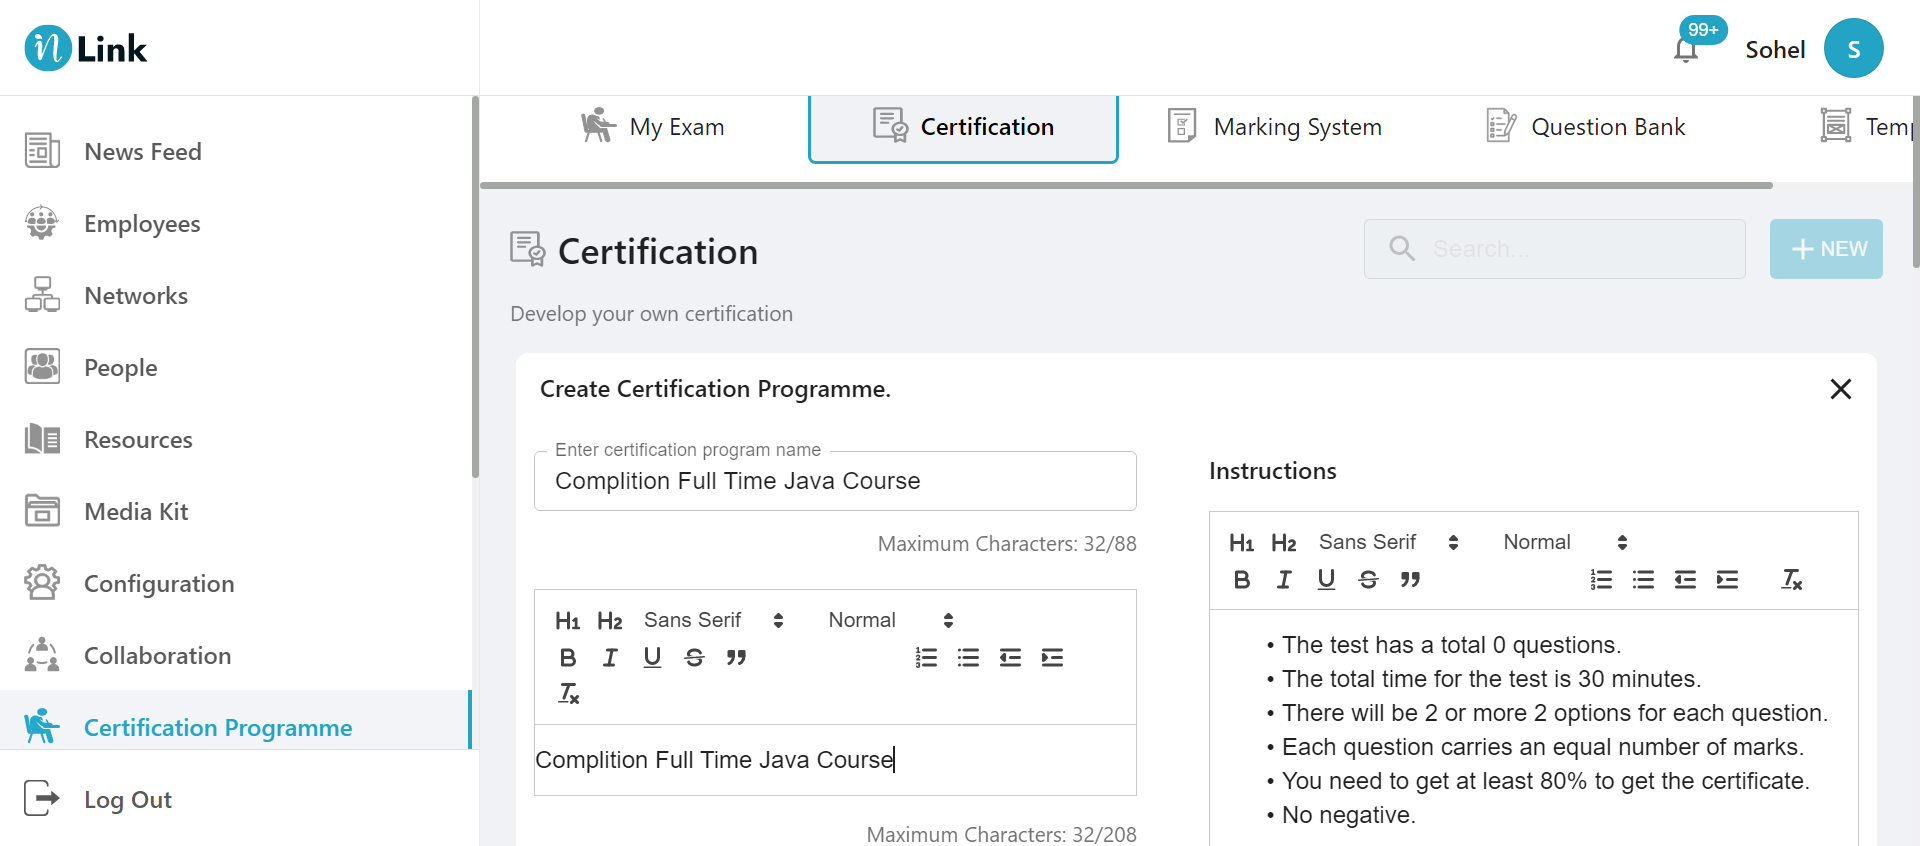 n Link
99+
Sohel
S
News Feed
Employees
Networks
People
Resources
Media Kit
Configuration
Collaboration
Certification Programme
Log Out
My Exam
Certification
Marking System
Question Bank
Certification
Search...
+ NEW
Develop your own certification
Create Certification Programme.
Enter certification program name
Complition Full Time Java Course
Maximum Characters: 32/88
H1 H2 Sans Serif Normal
B I U S ”
Tx
Complition Full Time Java Course
Maximum Characters: 32/208
Instructions
H1 H2 Sans Serif Normal
B I U S ” Tx
• The test has a total 0 questions.
• The total time for the test is 30 minutes.
• There will be 2 or more 2 options for each question.
• Each question carries an equal number of marks.
• You need to get at least 80% to get the certificate.
• No negative.